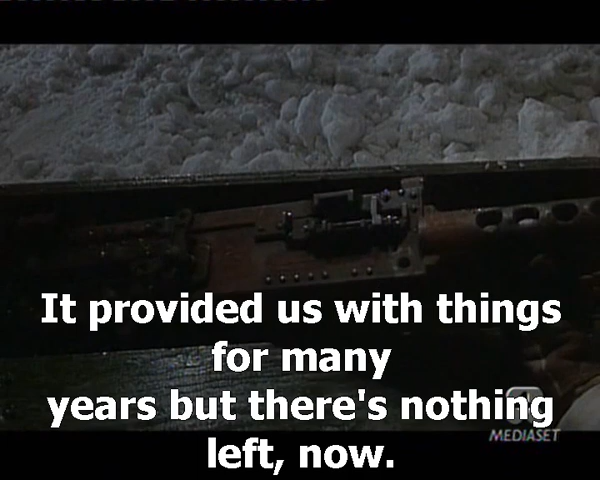 It provided us with things
for many
years but there's nothing
left, now.
MEDIASET